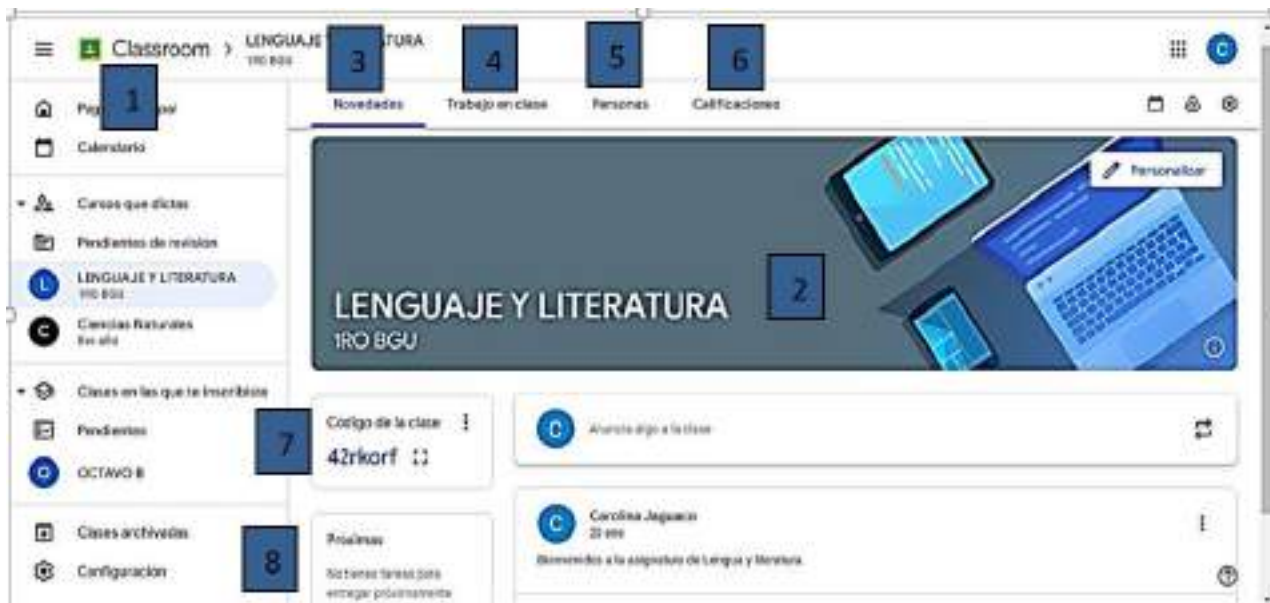 Classroom > LENGUAJE
TURA
1RO BGU
1
3
4
5
6
Novedades Trabajo en clase Personas Calificaciones
Calendario
Personalizar
Cursos que dictas
Pendientes de revisión
LENGUAJE Y LITERATURA
1RO BGU
Ciencias Naturales
2
LENGUAJE Y LITERATURA
1RO BGU
Clases en las que te inscribiste
Pendientes
OCTAVO B
7
Código de la clase
42rkorf
Anuncia algo a la clase
Clases archivadas
Configuración
8
Próximas
No tienes tareas para
entregar próximamente
Carolina Jaguaco
23 ene
Bienvenidos a la asignatura de Lengua y literatura